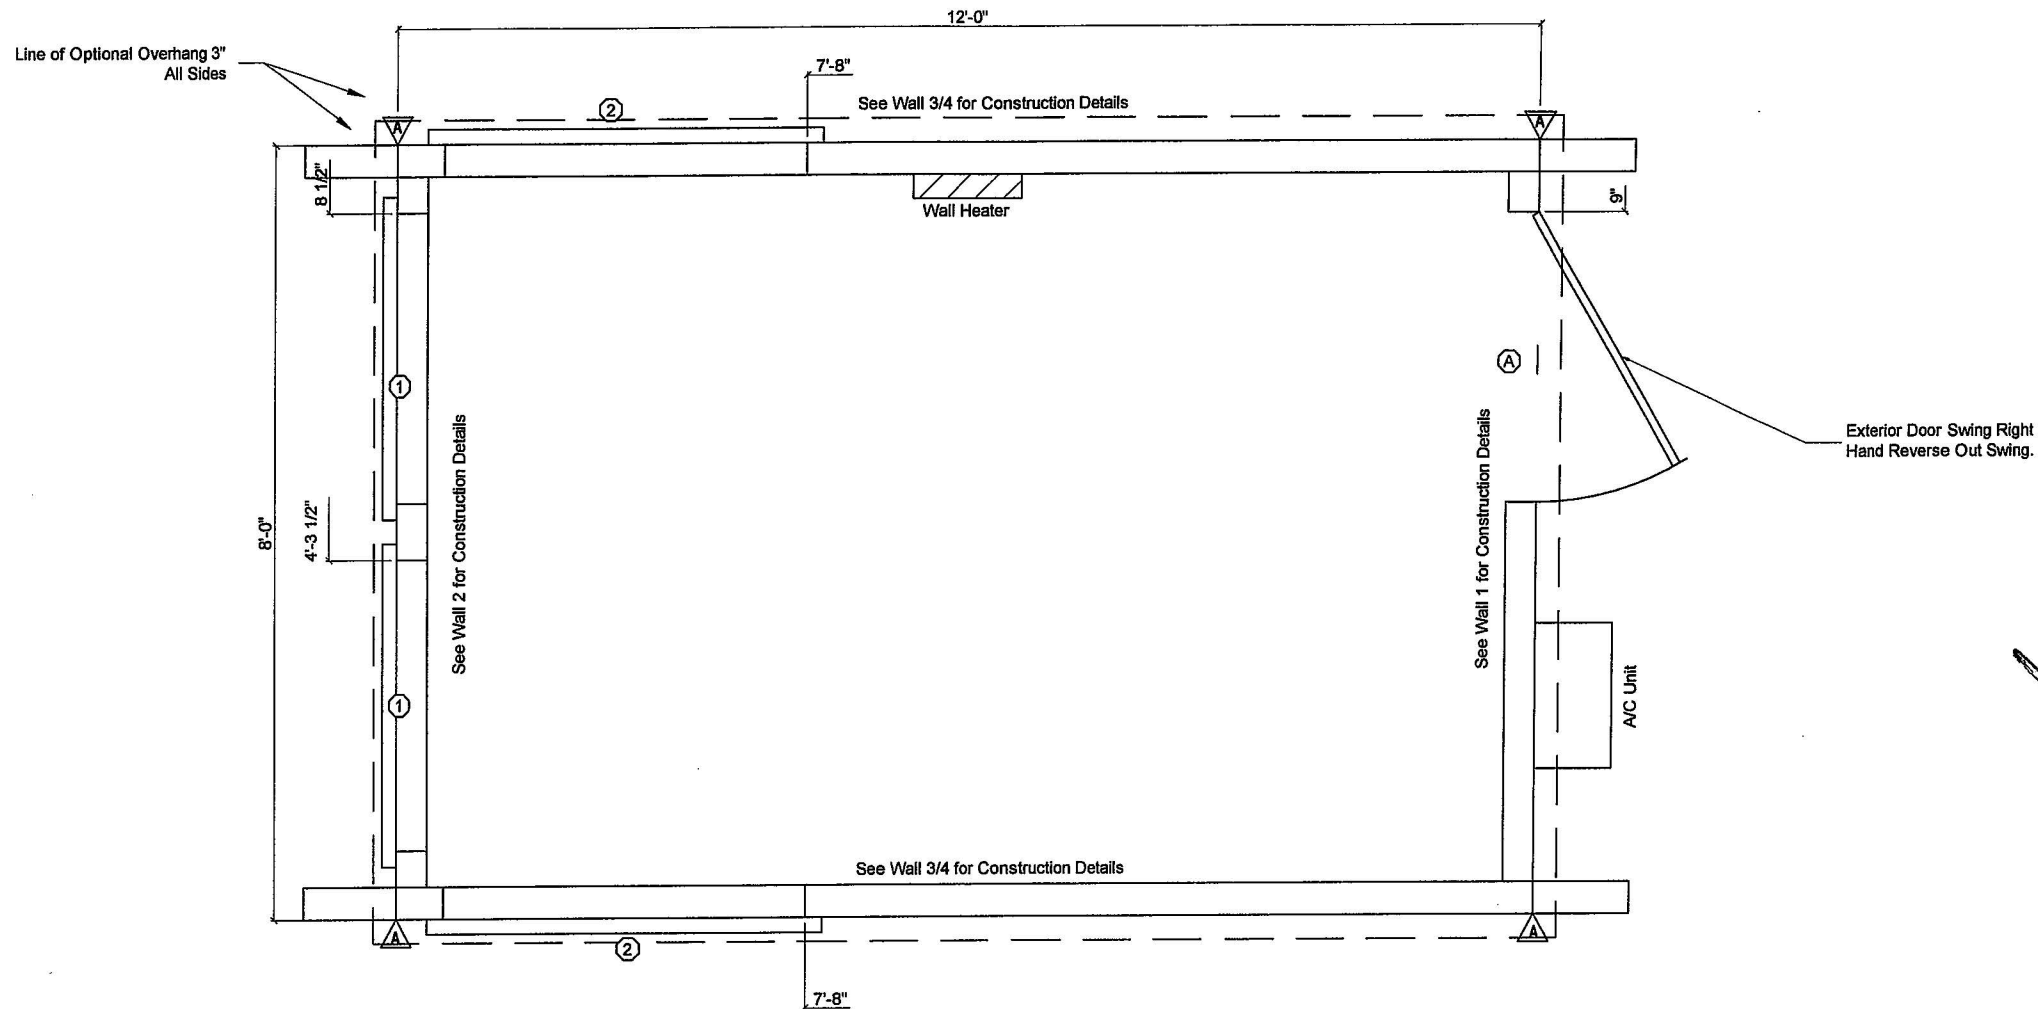 12'-0"
Line of Optional Overhang 3"
All Sides
7'-8"
See Wall 3/4 for Construction Details
2
A
A
8 1/2"
Wall Heater
9"
1
A
See Wall 2 for Construction Details
See Wall 1 for Construction Details
Exterior Door Swing Right
Hand Reverse Out Swing.
8'-0"
4'-3 1/2"
1
A/C Unit
See Wall 3/4 for Construction Details
A
A
2
7'-8"